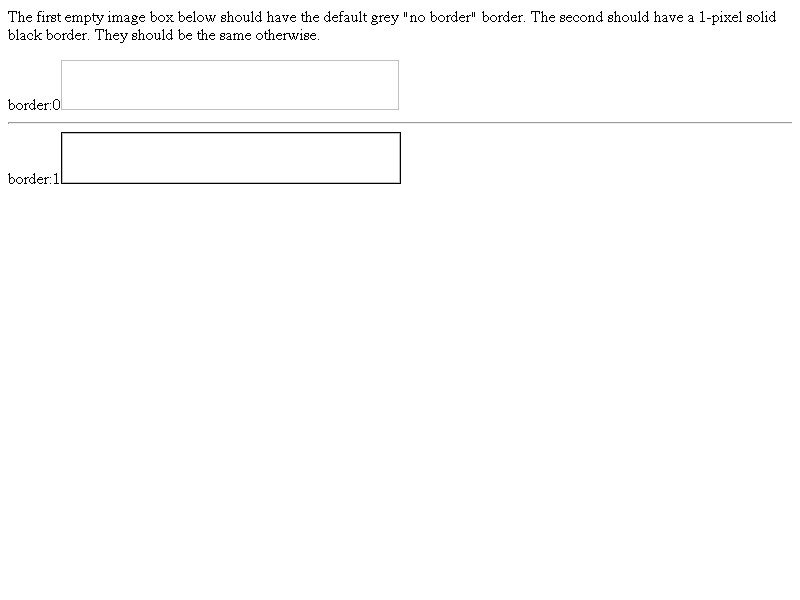 The first empty image box below should have the default grey "no border" border. The second should have a 1-pixel solid
black border. They should be the same otherwise.
border:0
border:1